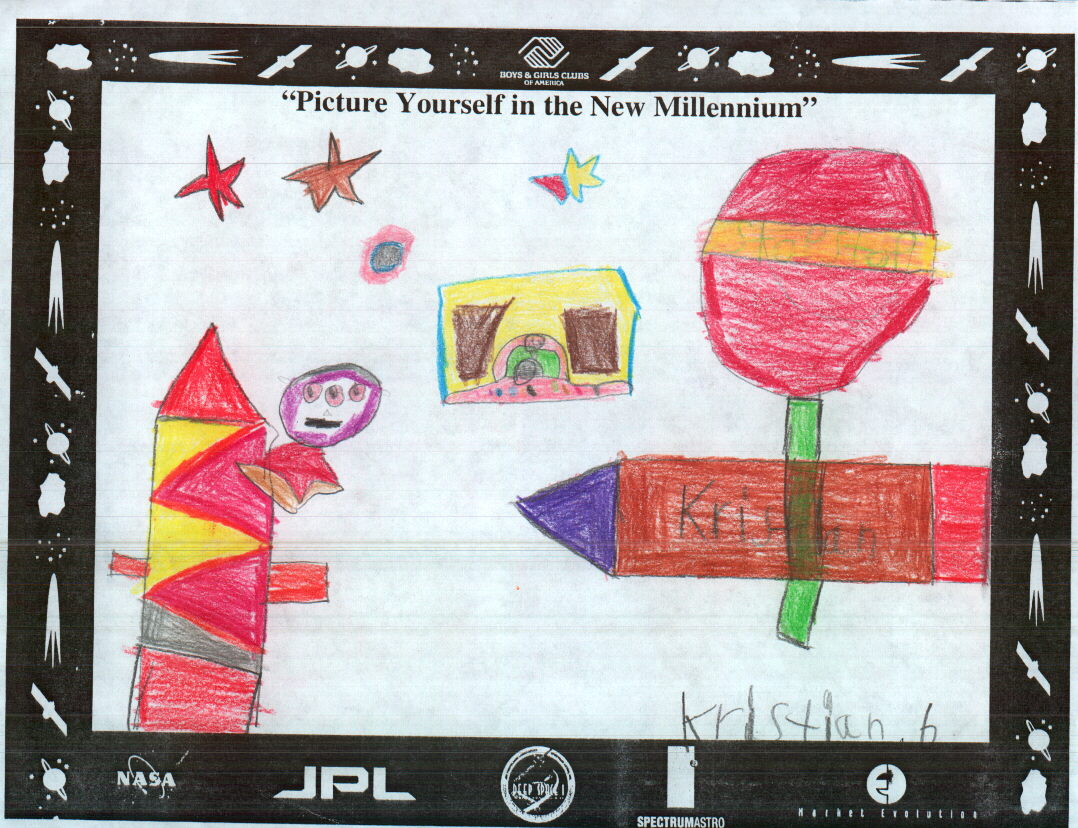 BOYS & GIRLS CLUBS
OF AMERICA
“Picture Yourself in the New Millennium”
Kristian
Kristian 6
NASA
JPL
DEEP SPACE 1
SPECTRUMASTRO
Market Evolution